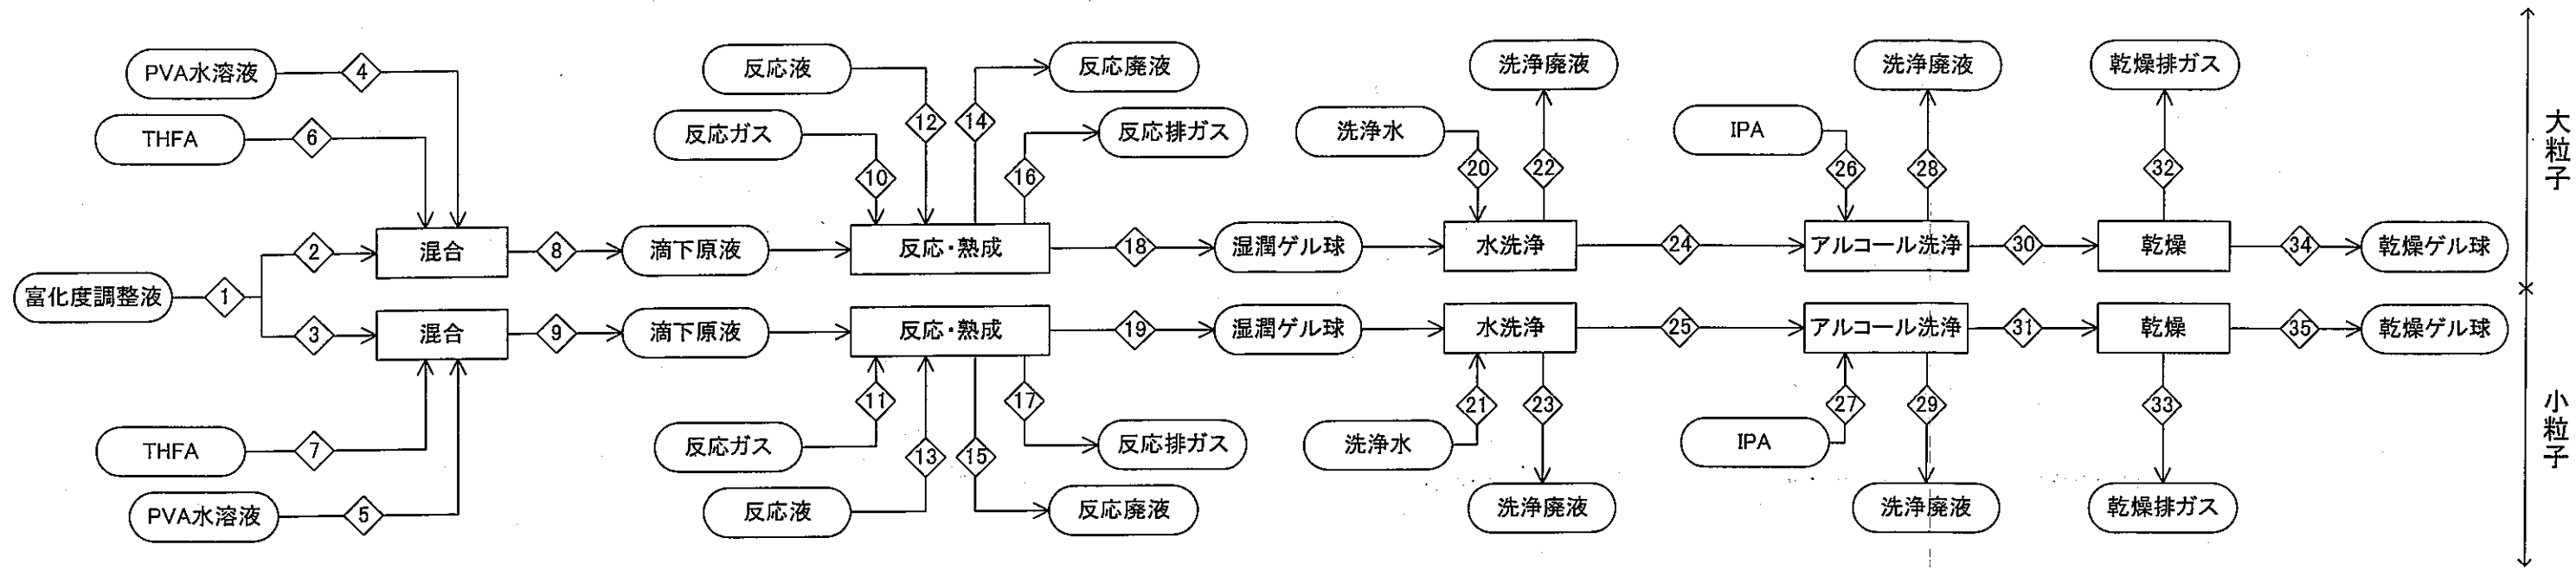 PVA水溶液
4
THFA
6
富化度調整液
1
2
3
混合
混合
THFA
7
PVA水溶液
5
8
9
滴下原液
滴下原液
反応液
反応ガス
10
12
14
16
反応廃液
反応排ガス
反応・熟成
反応・熟成
11
13
15
17
反応ガス
反応液
反応排ガス
反応廃液
18
19
湿潤ゲル球
湿潤ゲル球
洗浄廃液
洗浄水
20
22
水洗浄
水洗浄
21
23
洗浄水
洗浄廃液
24
25
洗浄廃液
IPA
26
28
アルコール洗浄
アルコール洗浄
27
29
IPA
洗浄廃液
30
31
乾燥排ガス
32
乾燥
乾燥
33
乾燥排ガス
34
35
乾燥ゲル球
乾燥ゲル球
大粒子
小粒子